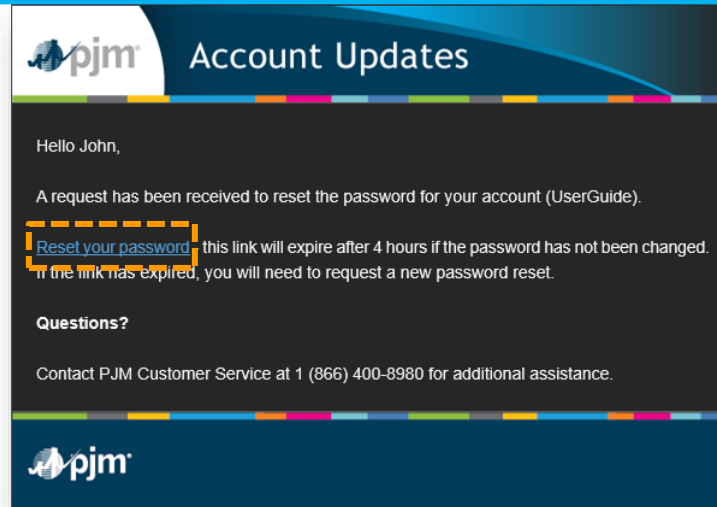 pjm
Account Updates
Hello John,
A request has been received to reset the password for your account (UserGuide).
Reset your password - this link will expire after 4 hours if the password has not been changed.
If the link has expired, you will need to request a new password reset.
Questions?
Contact PJM Customer Service at 1 (866) 400-8980 for additional assistance.
pjm